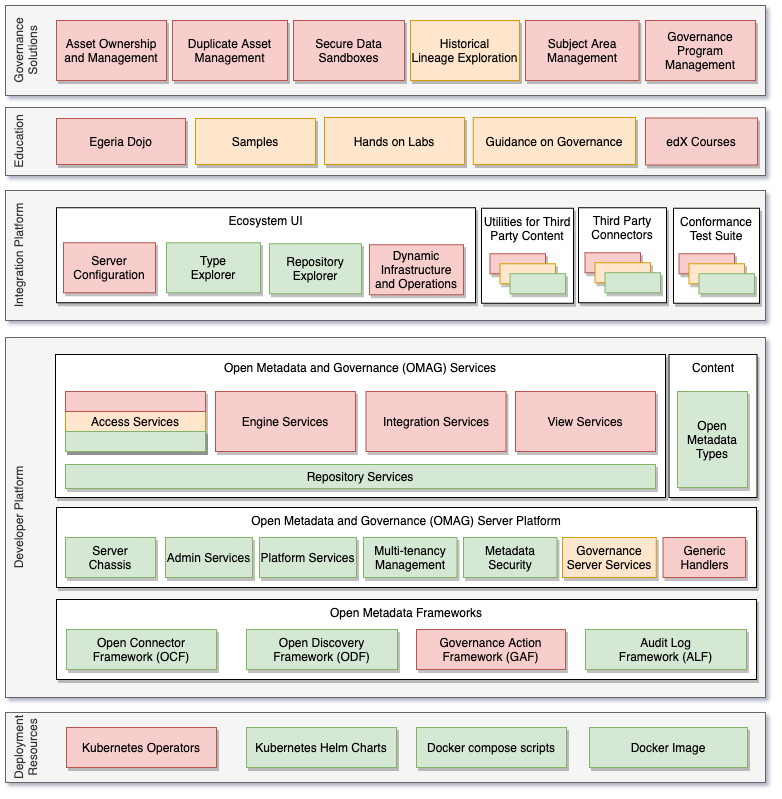 Governance
Solutions
Asset Ownership
and Management
Duplicate Asset
Management
Secure Data
Sandboxes
Historical
Lineage Exploration
Subject Area
Management
Governance
Program
Management
Education
Egeria Dojo
Samples
Hands on Labs
Guidance on Governance
edX Courses
Integration Platform
Ecosystem UI
Server
Configuration
Type
Explorer
Repository
Explorer
Dynamic
Infrastructure
and Operations
Utilities for Third
Party Content
Third Party
Connectors
Conformance
Test Suite
Developer Platform
Open Metadata and Governance (OMAG) Services
Access Services
Engine Services
Integration Services
View Services
Repository Services
Content
Open
Metadata
Types
Open Metadata and Governance (OMAG) Server Platform
Server
Chassis
Admin Services
Platform Services
Multi-tenancy
Management
Metadata
Security
Governance
Server Services
Generic
Handlers
Open Metadata Frameworks
Open Connector
Framework (OCF)
Open Discovery
Framework (ODF)
Governance Action
Framework (GAF)
Audit Log
Framework (ALF)
Deployment
Resources
Kubernetes Operators
Kubernetes Helm Charts
Docker compose scripts
Docker Image